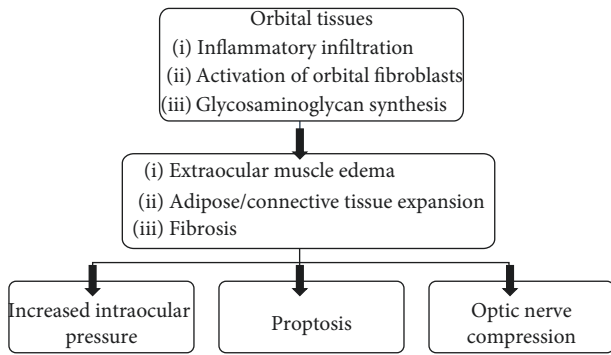 Orbital tissues
(i) Inflammatory infiltration
(ii) Activation of orbital fibroblasts
(iii) Glycosaminoglycan synthesis
(i) Extraocular muscle edema
(ii) Adipose/connective tissue expansion
(iii) Fibrosis
Increased intraocular
pressure
Proptosis
Optic nerve
compression